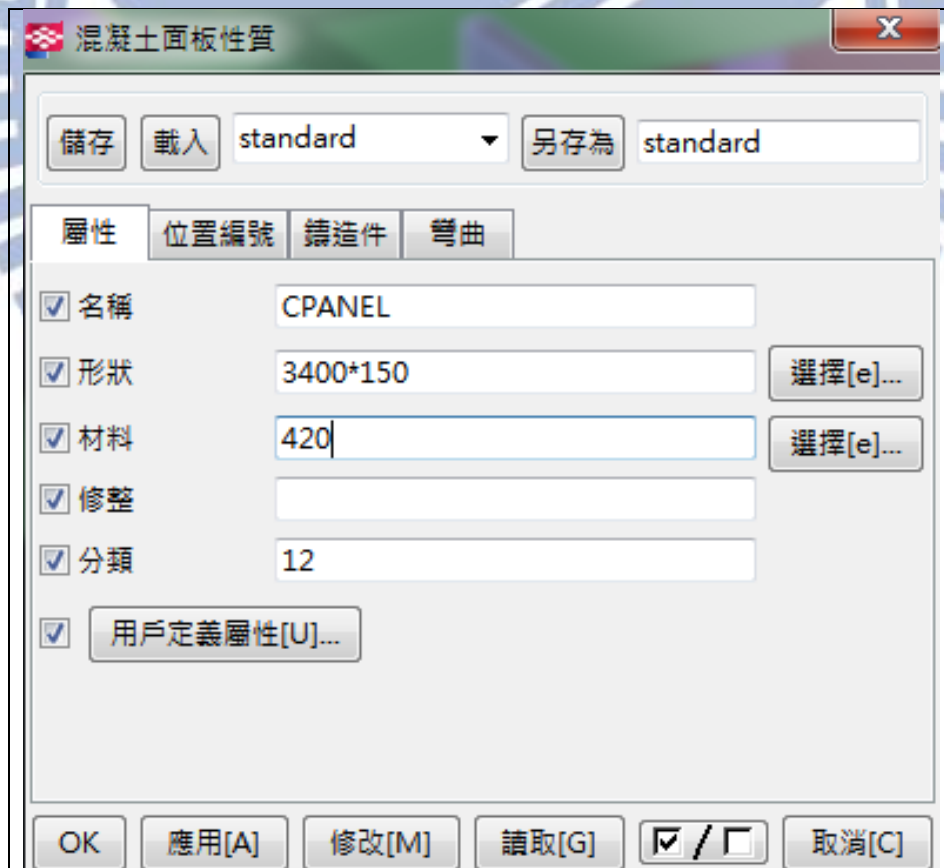 混凝土面板性質
儲存 載入 standard 另存為 standard
屬性 位置編號 鑄造件 彎曲
名稱 CPANEL
形狀 3400*150 選擇[e]...
材料 420 選擇[e]...
修整
分類 12
用戶定義屬性[U]...
OK 應用[A] 修改[M] 讀取[G] / 取消[C]